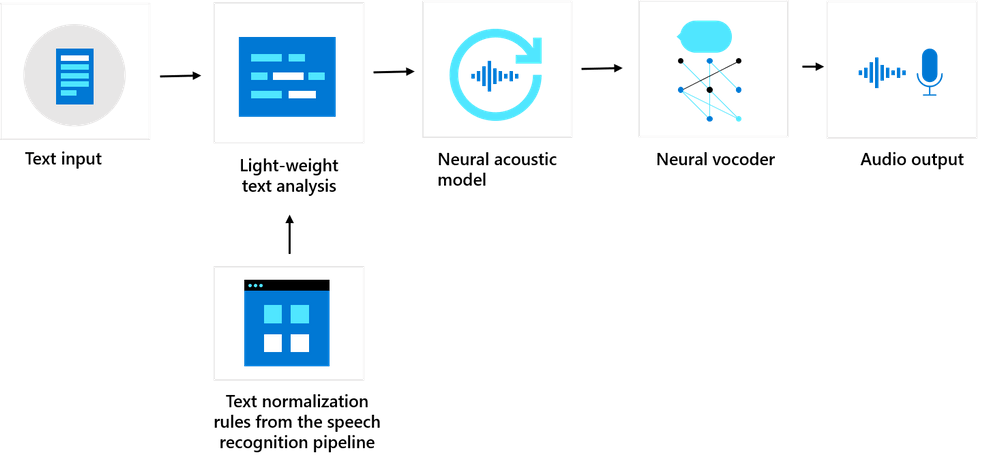 Text input
Light-weight
text analysis
Neural acoustic
model
Neural vocoder
Audio output
Text normalization
rules from the speech
recognition pipeline